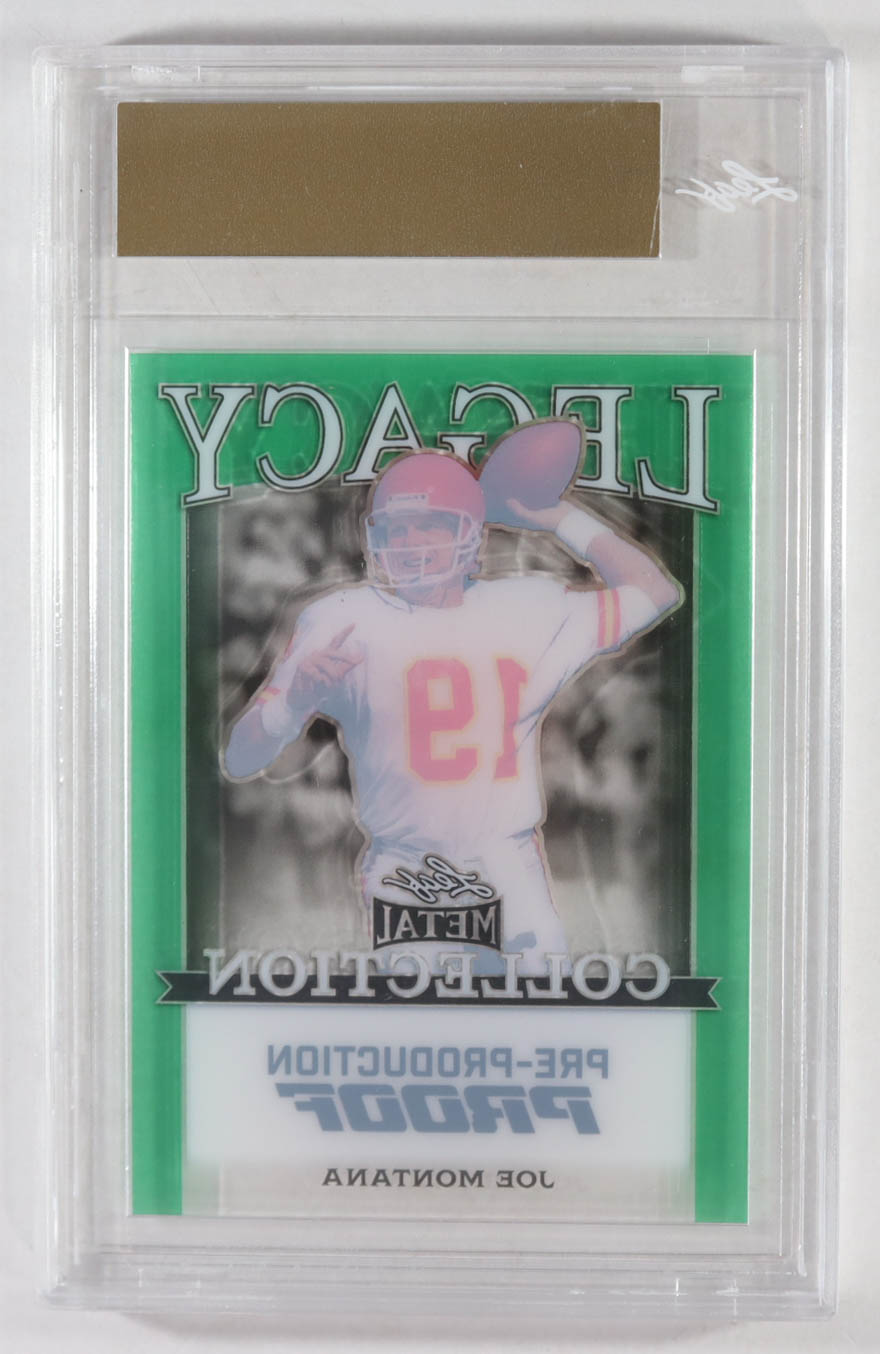 Leaf
LEGACY
19
Leaf
METAL
COLLECTION
PRE-PRODUCTION
PROOF
JOE MONTANA